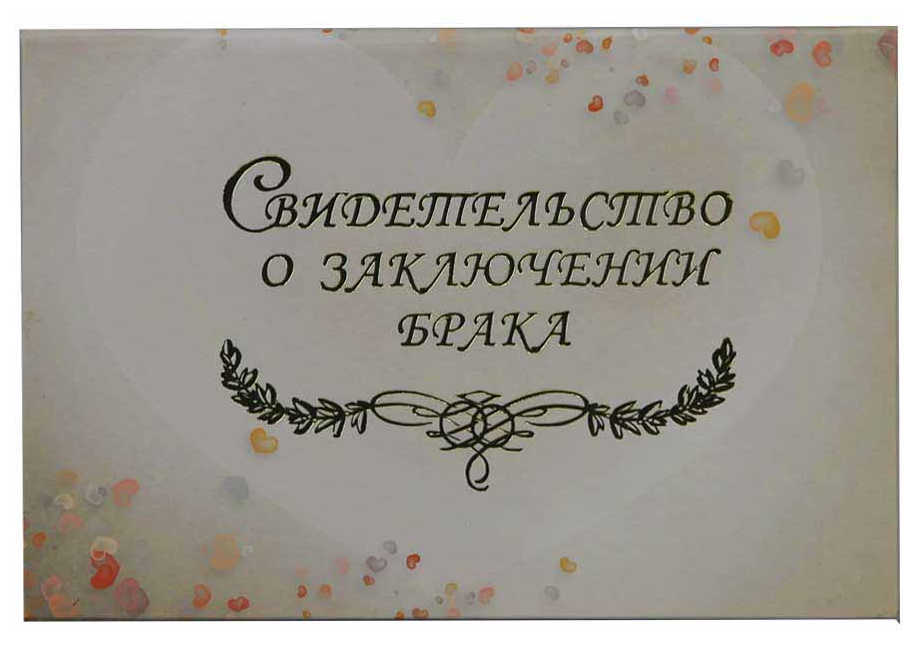 Свидетельство
о заключении
брака